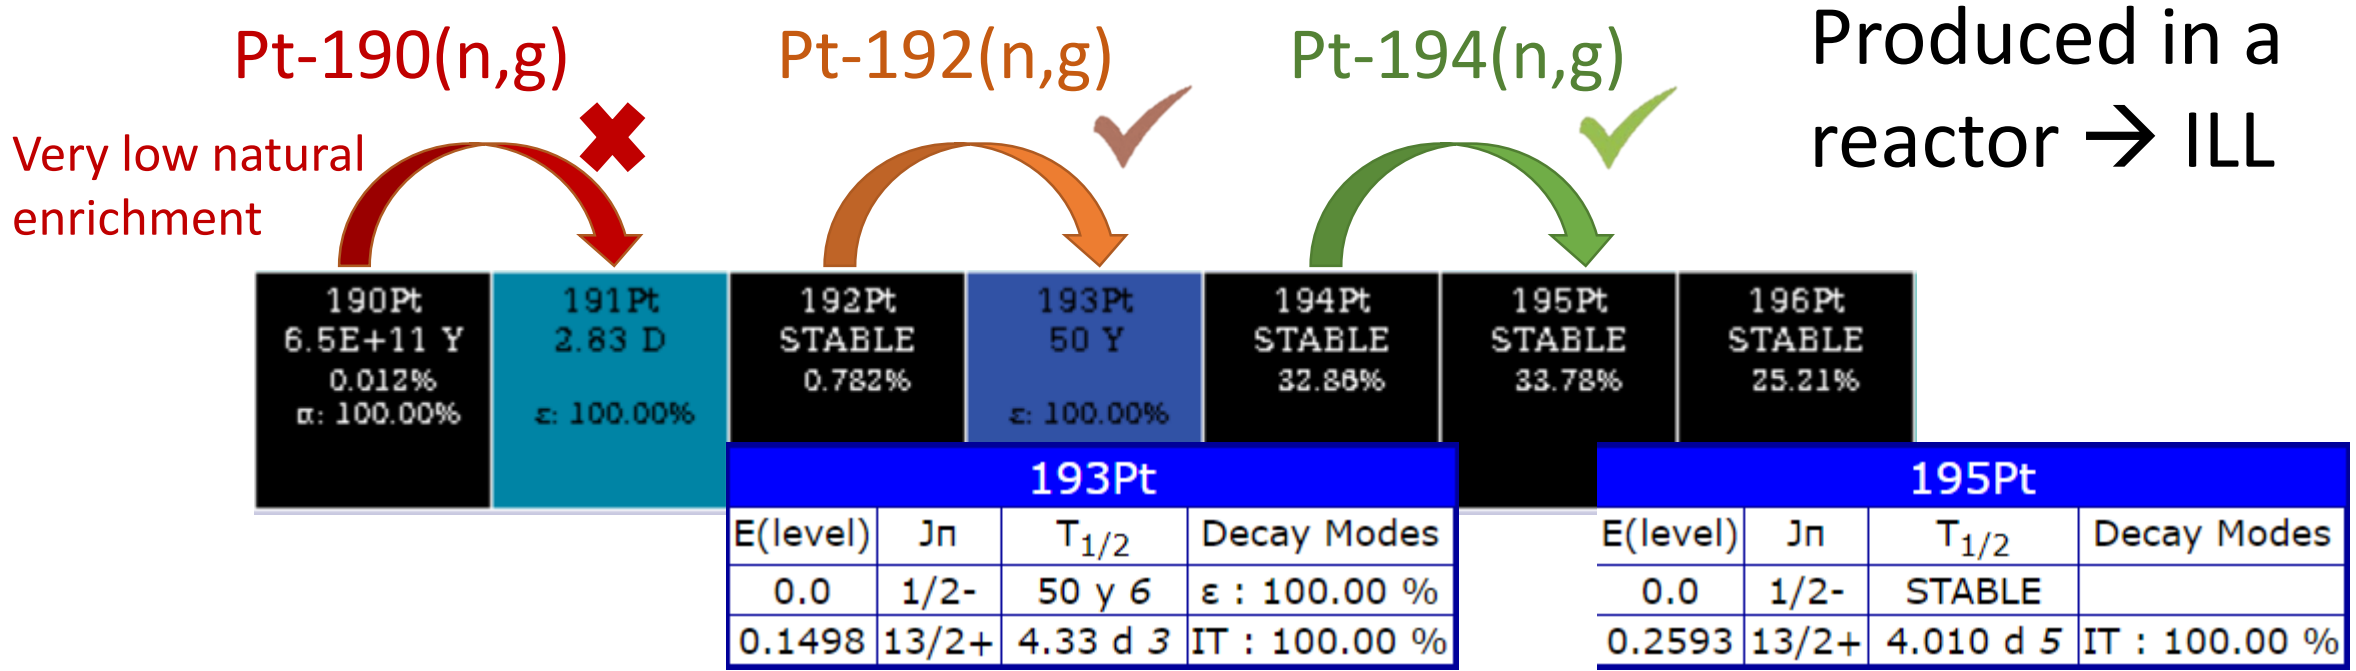 Pt-190(n,g)
Pt-192(n,g)
Pt-194(n,g)
Produced in a
reactor → ILL
Very low natural
enrichment
190Pt
6.5E+11 Y
0.012%
α: 100.00%
191Pt
2.83 D
ε: 100.00%
192Pt
STABLE
0.782%
193Pt
50 Y
ε: 100.00%
194Pt
STABLE
32.86%
195Pt
STABLE
33.78%
196Pt
STABLE
25.21%
193Pt
E(level) Jπ T1/2 Decay Modes
0.0 1/2- 50 y 6 ε : 100.00 %
0.1498 13/2+ 4.33 d 3 IT : 100.00 %
195Pt
E(level) Jπ T1/2 Decay Modes
0.0 1/2- STABLE
0.2593 13/2+ 4.010 d 5 IT : 100.00 %